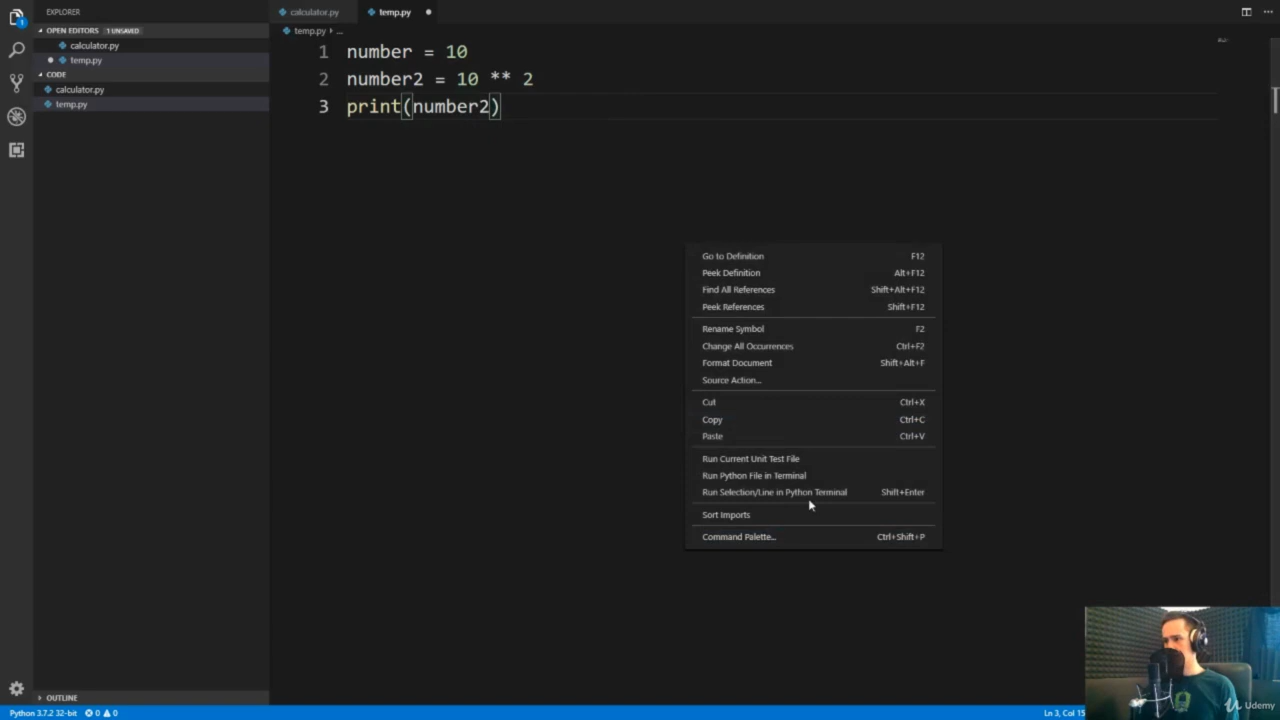 EXPLORER
OPEN EDITORS 1 UNSAVED
calculator.py
temp.py
CODE
calculator.py
temp.py
OUTLINE
calculator.py
temp.py
temp.py › ...
1 number = 10
2 number2 = 10 ** 2
3 print(number2)
Go to Definition F12
Peek Definition Alt+F12
Find All References Shift+Alt+F12
Peek References Shift+F12
Rename Symbol F2
Change All Occurrences Ctrl+F2
Format Document Shift+Alt+F
Source Action...
Cut Ctrl+X
Copy Ctrl+C
Paste Ctrl+V
Run Current Unit Test File
Run Python File in Terminal
Run Selection/Line in Python Terminal Shift+Enter
Sort Imports
Command Palette... Ctrl+Shift+P
Python 3.7.2 32-bit 0 0
Ln 3, Col 15
1
Udemy